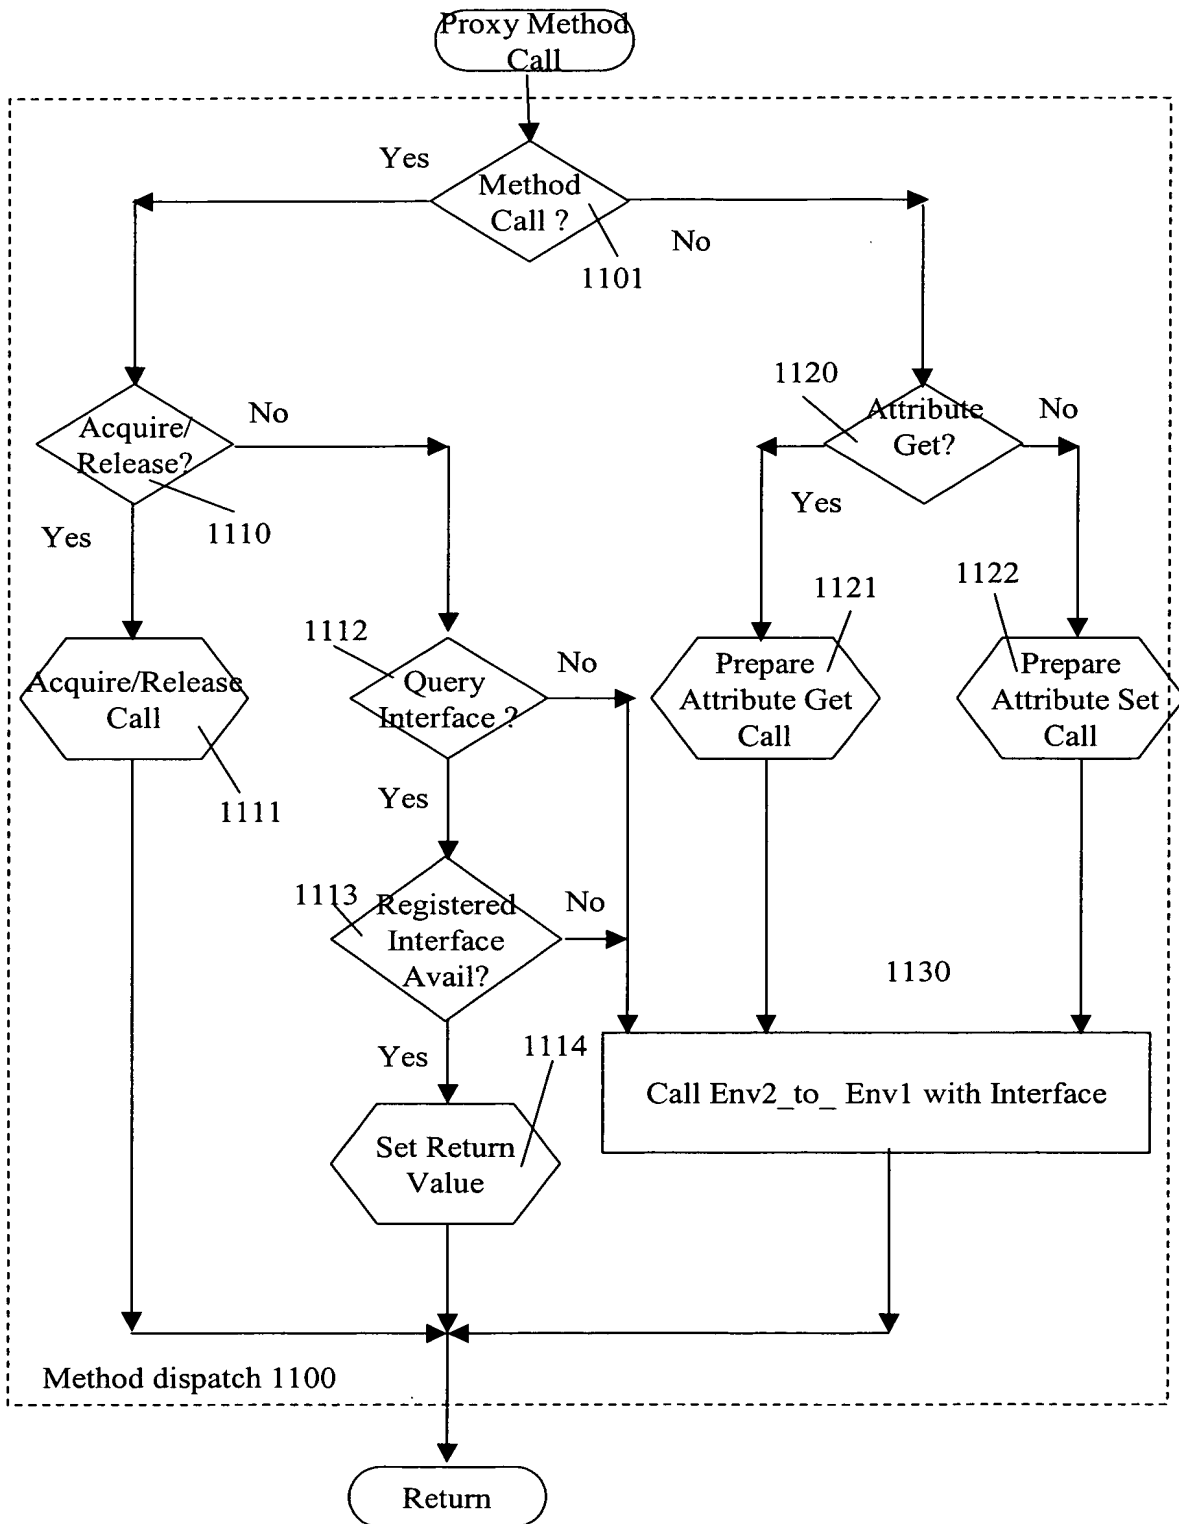 Proxy Method
Call
Yes
Method
Call ?
No
1101
1120
Acquire/
Release?
No
Attribute
Get?
No
Yes
1110
Yes
1112
1121
1122
Acquire/Release
Call
Query
Interface ?
No
Prepare
Attribute Get
Call
Prepare
Attribute Set
Call
1111
Yes
1113
Registered
Interface
Avail?
No
1130
Yes
1114
Call Env2_to_ Env1 with Interface
Set Return
Value
Method dispatch 1100
Return